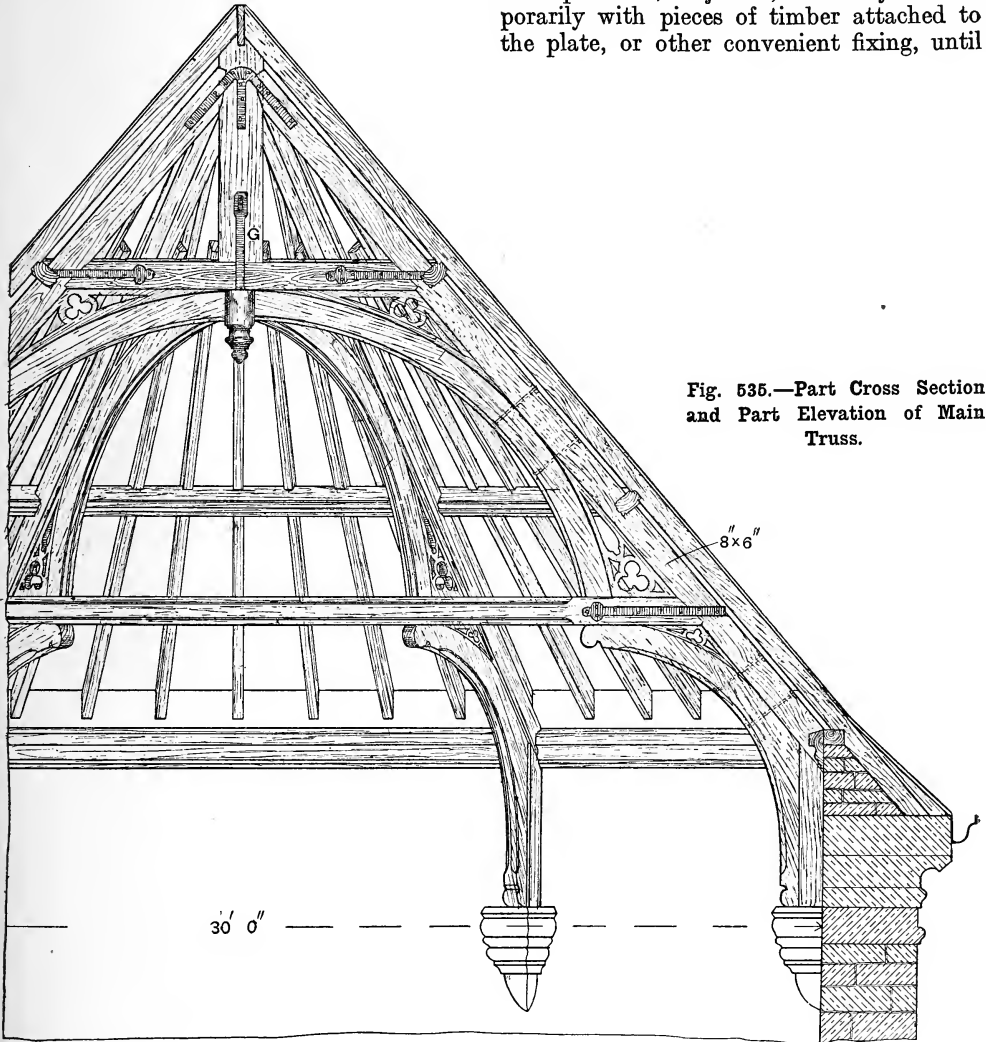 porarily with pieces of timber attached to
the plate, or other convenient fixing, until
G
Fig. 535.—Part Cross Section
and Part Elevation of Main
Truss.
8×6"
30' 0"